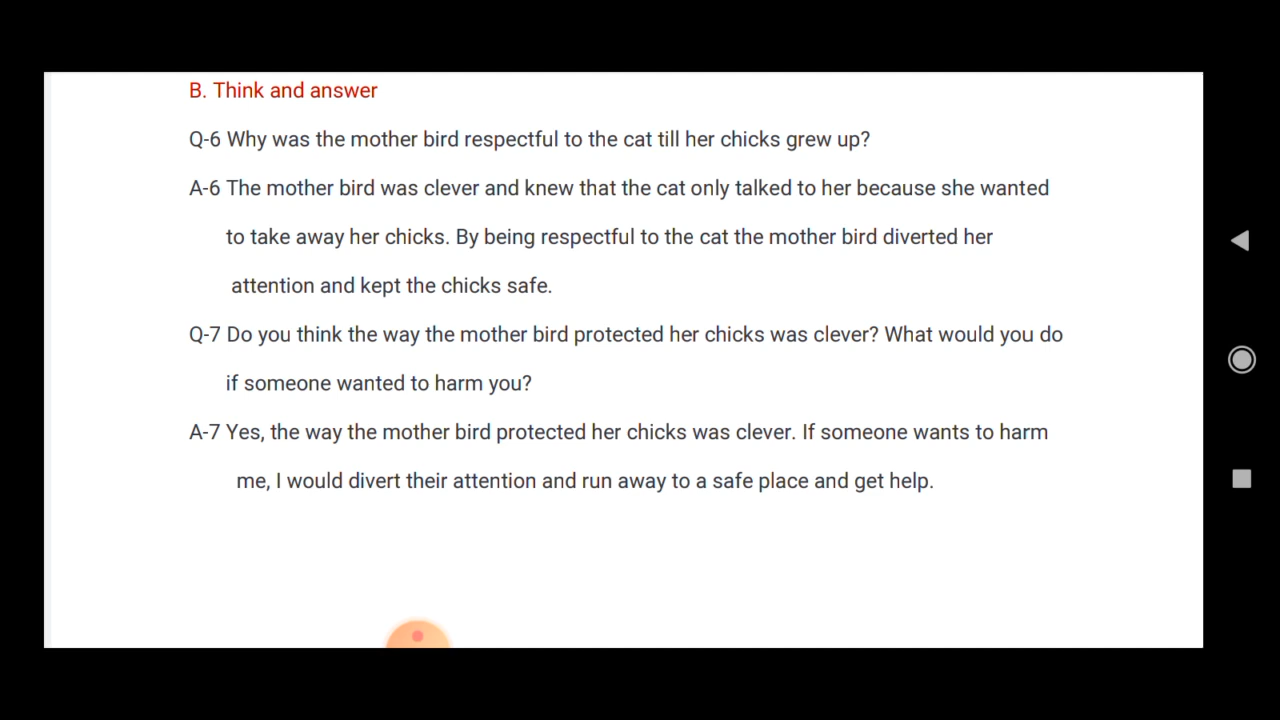 B. Think and answer
Q-6 Why was the mother bird respectful to the cat till her chicks grew up?
A-6 The mother bird was clever and knew that the cat only talked to her because she wanted
to take away her chicks. By being respectful to the cat the mother bird diverted her
attention and kept the chicks safe.
Q-7 Do you think the way the mother bird protected her chicks was clever? What would you do
if someone wanted to harm you?
A-7 Yes, the way the mother bird protected her chicks was clever. If someone wants to harm
me, I would divert their attention and run away to a safe place and get help.